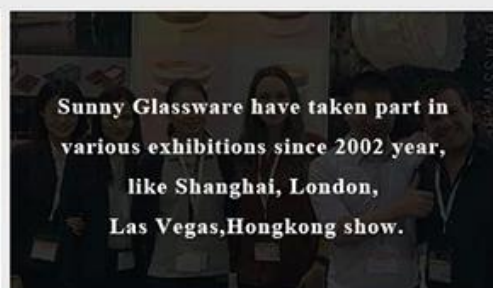 Sunny Glassware have taken part in
various exhibitions since 2002 year,
like Shanghai, London,
Las Vegas,Hongkong show.